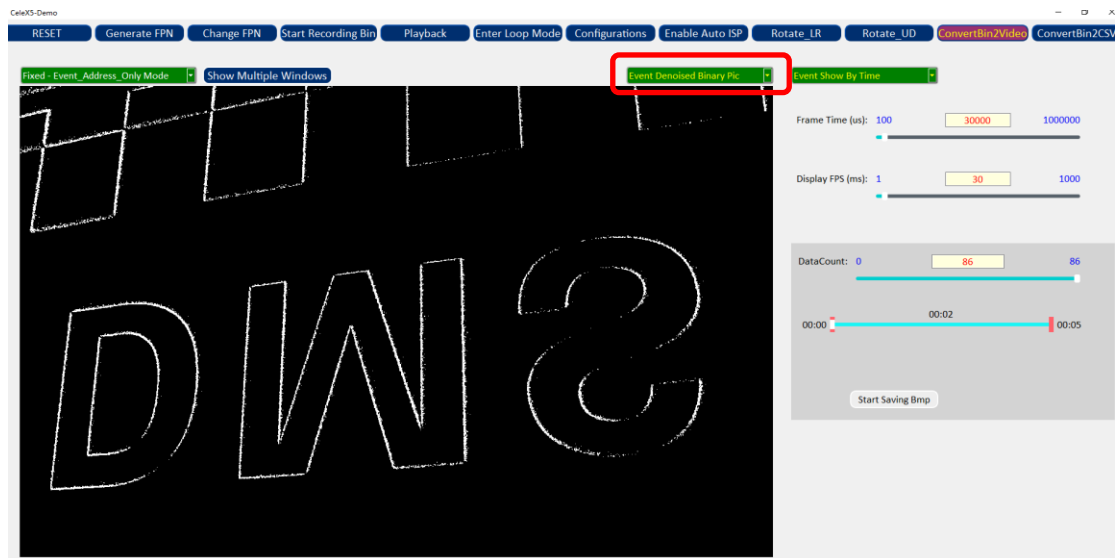 CeleX5-Demo
RESET Generate FPN Change FPN Start Recording Bin Playback Enter Loop Mode Configurations Enable Auto ISP Rotate_LR Rotate_UD ConvertBin2Video ConvertBin2CSV
Fixed - Event_Address_Only Mode Show Multiple Windows Event Denoised Binary Pic Event Show By Time
Frame Time (us): 100 30000 1000000
Display FPS (ms): 1 30 1000
DataCount: 0 86 86
00:02
00:00 00:05
Start Saving Bmp
DWS